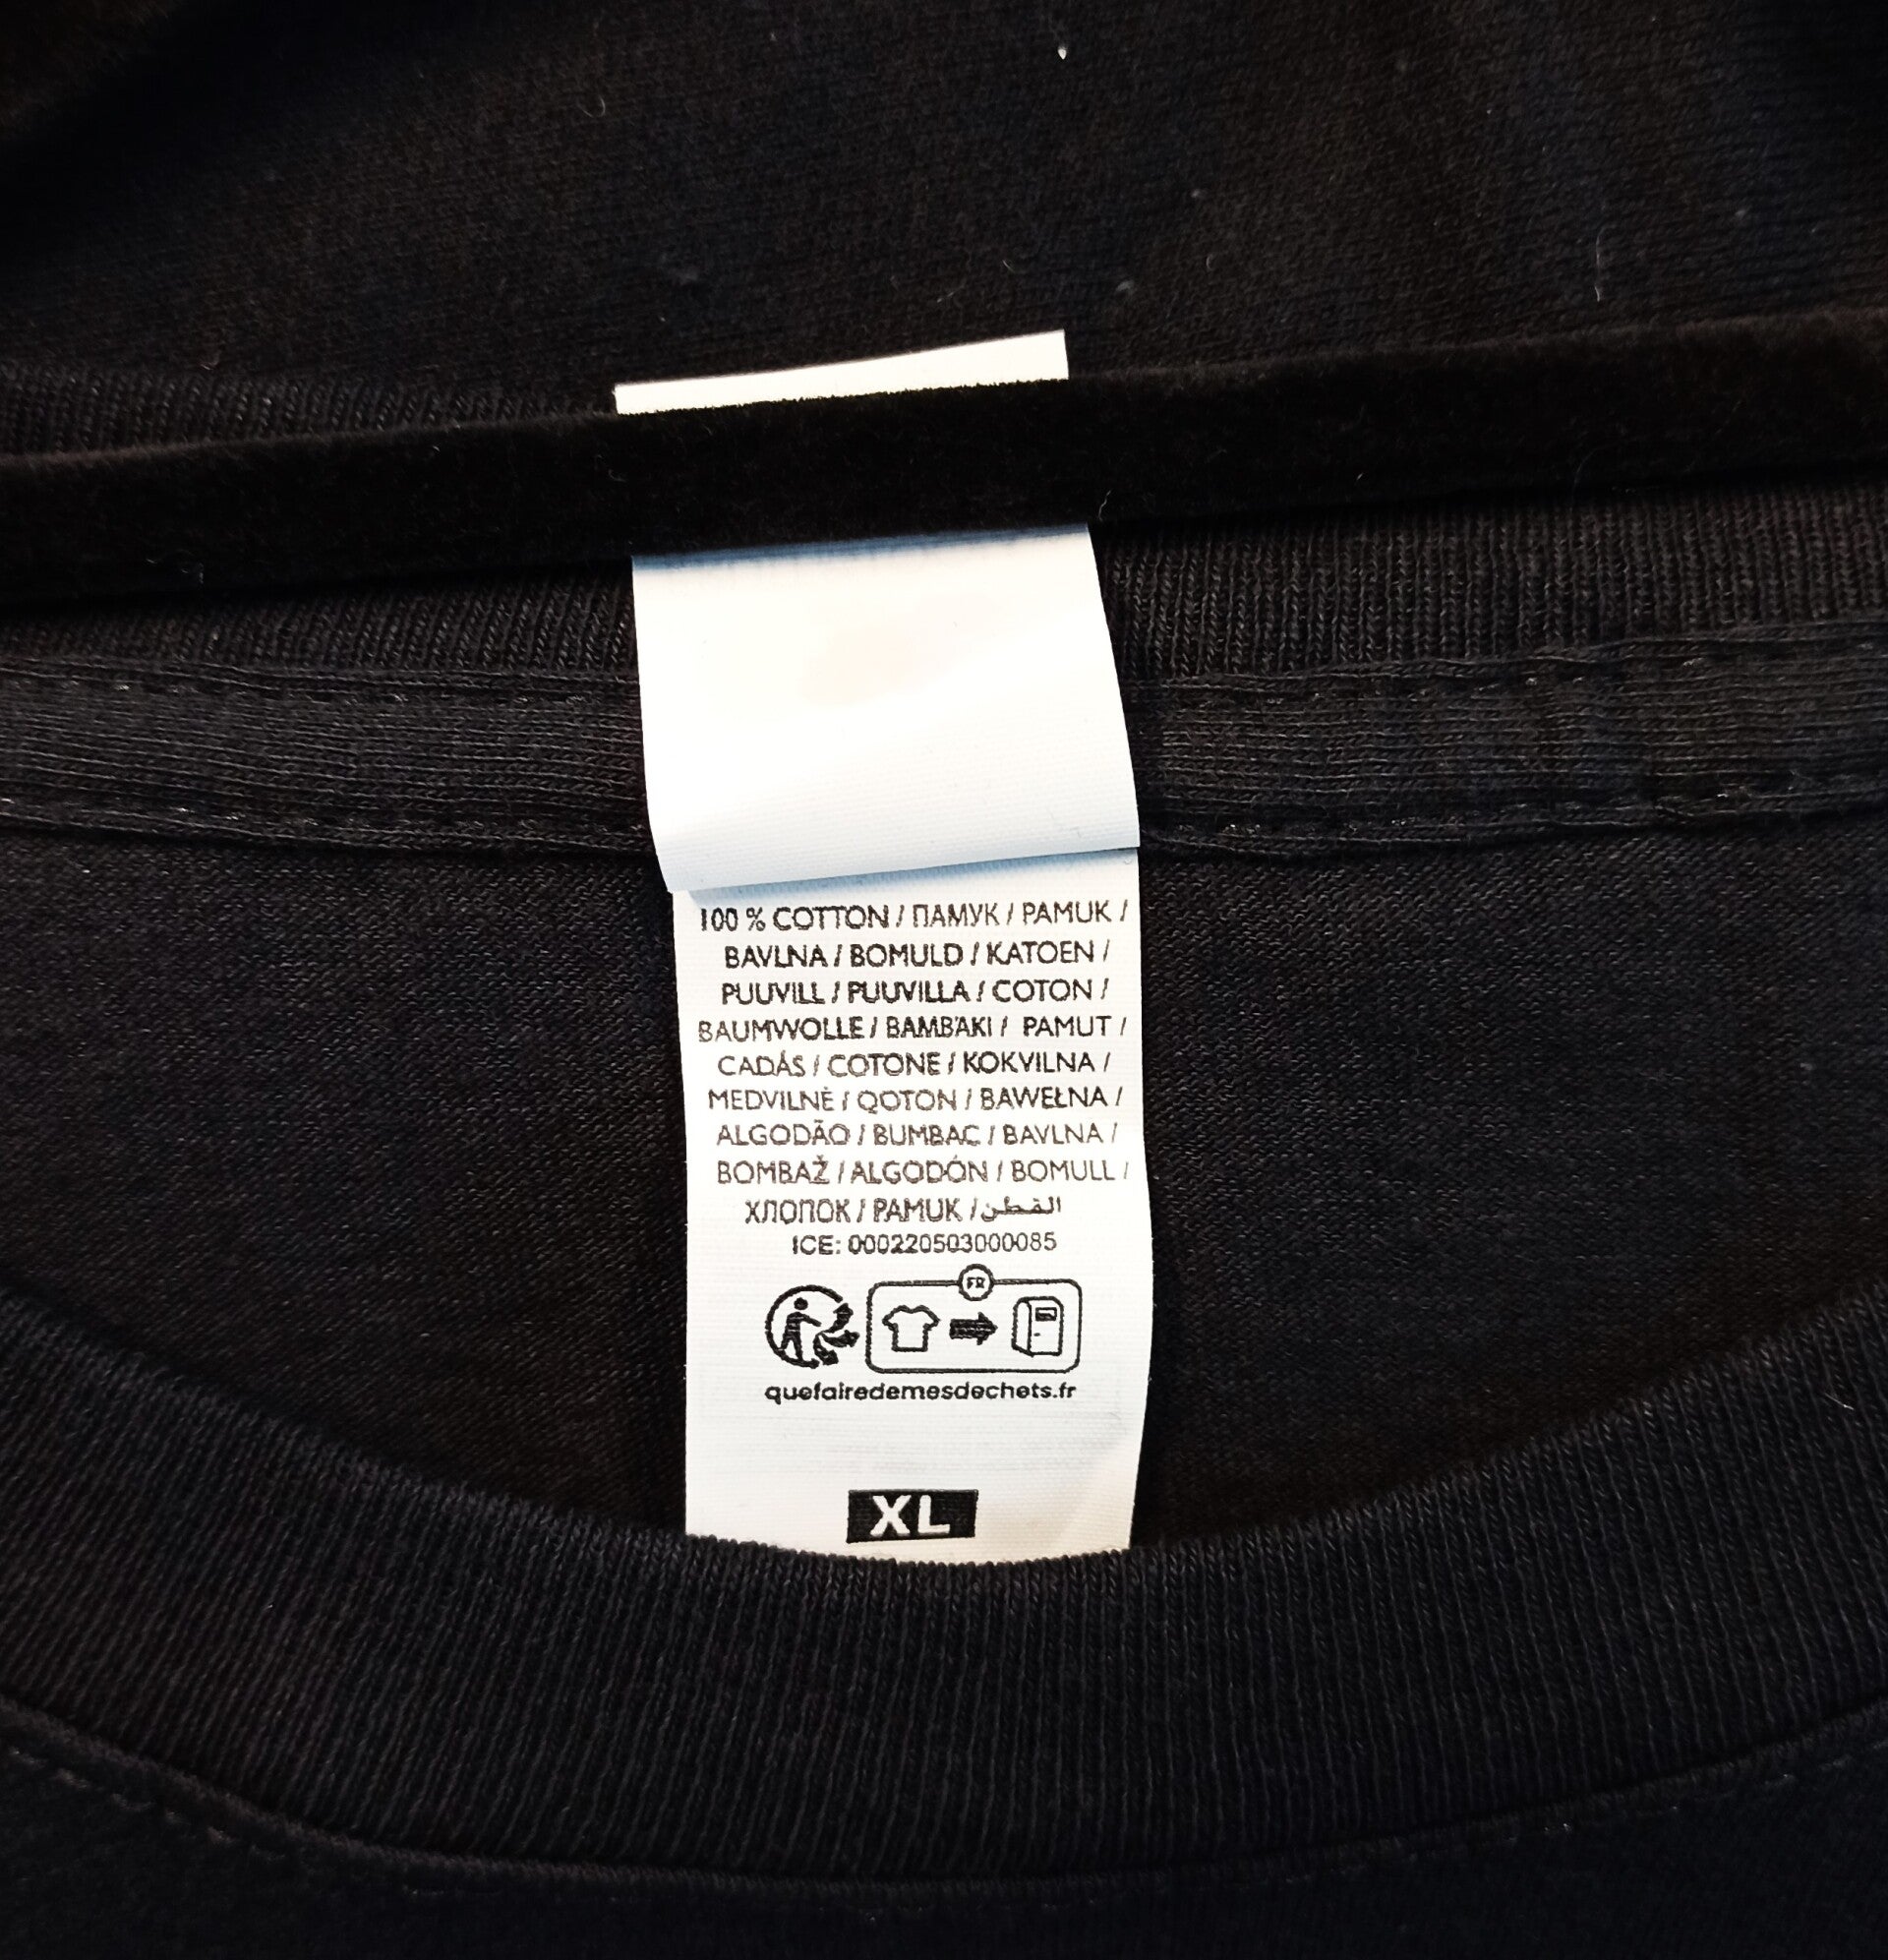 100 % COTTON / ПАМУК / PAMUK /
BAVLNA / BOMULD / KATOEN /
PUUVILL / PUUVILLA / COTON /
BAUMWOLLE / BAMBAKI / PAMUT /
CADÁS / COTONE / KOKVILNA /
MEDVILNĖ / QOTON / BAWEŁNA /
ALGODÃO / BUMBAC / BAVLNA /
BOMBAŽ / ALGODÓN / BOMULL /
ХЛОПОК / PAMUK / القطن
ICE: 000220503000085
FR
quefairedemesdechets.fr
XL